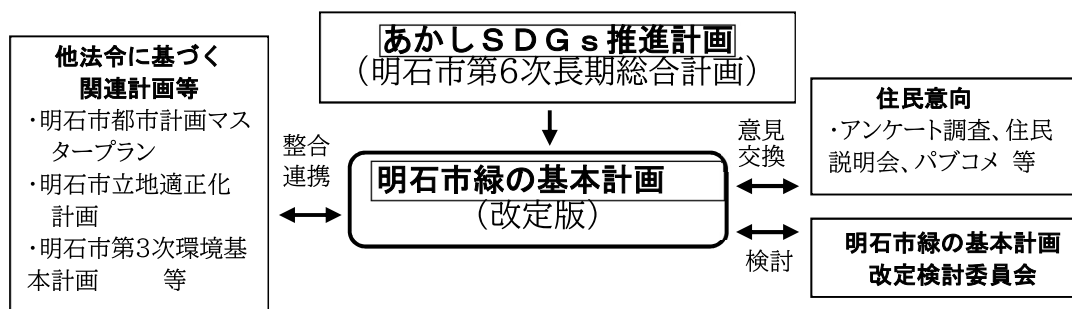 あかしSDGs推進計画
(明石市第6次長期総合計画)
他法令に基づく
関連計画等
・明石市都市計画マス
タープラン
・明石市立地適正化
計画
・明石市第3次環境基
本計画 等
整合
連携
明石市緑の基本計画
(改定版)
意見
交換
検討
住民意向
・アンケート調査、住民
説明会、パブコメ 等
明石市緑の基本計画
改定検討委員会